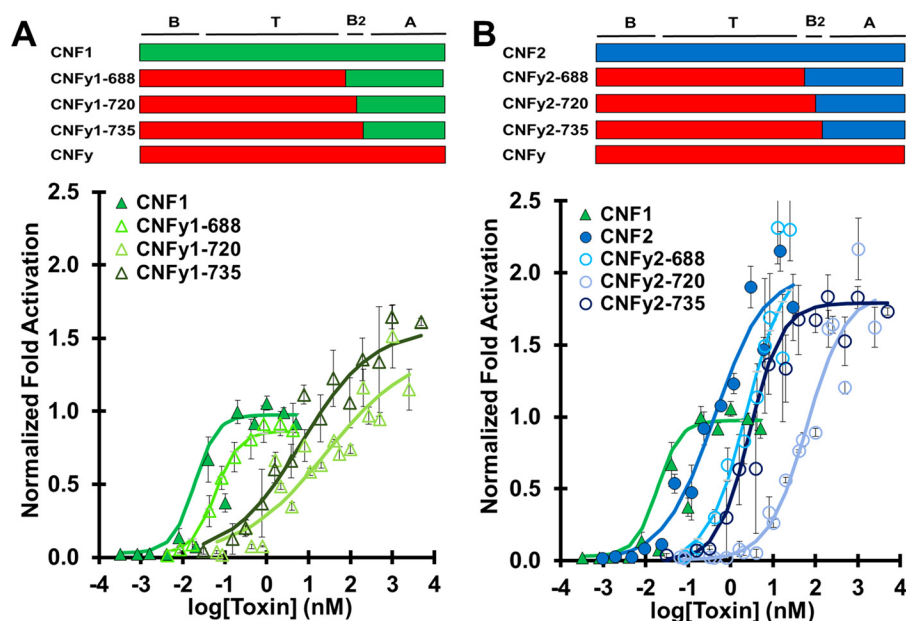 A
B T B2 A
CNF1
CNFy1-688
CNFy1-720
CNFy1-735
CNFy
2.5
2.0
1.5
1.0
0.5
0.0
Normalized Fold Activation
CNF1
CNFy1-688
CNFy1-720
CNFy1-735
-4 -3 -2 -1 0 1 2 3 4
log[Toxin] (nM)
B
B T B2 A
CNF2
CNFy2-688
CNFy2-720
CNFy2-735
CNFy
2.5
2.0
1.5
1.0
0.5
0.0
Normalized Fold Activation
CNF1
CNF2
CNFy2-688
CNFy2-720
CNFy2-735
-4 -3 -2 -1 0 1 2 3 4
log[Toxin] (nM)